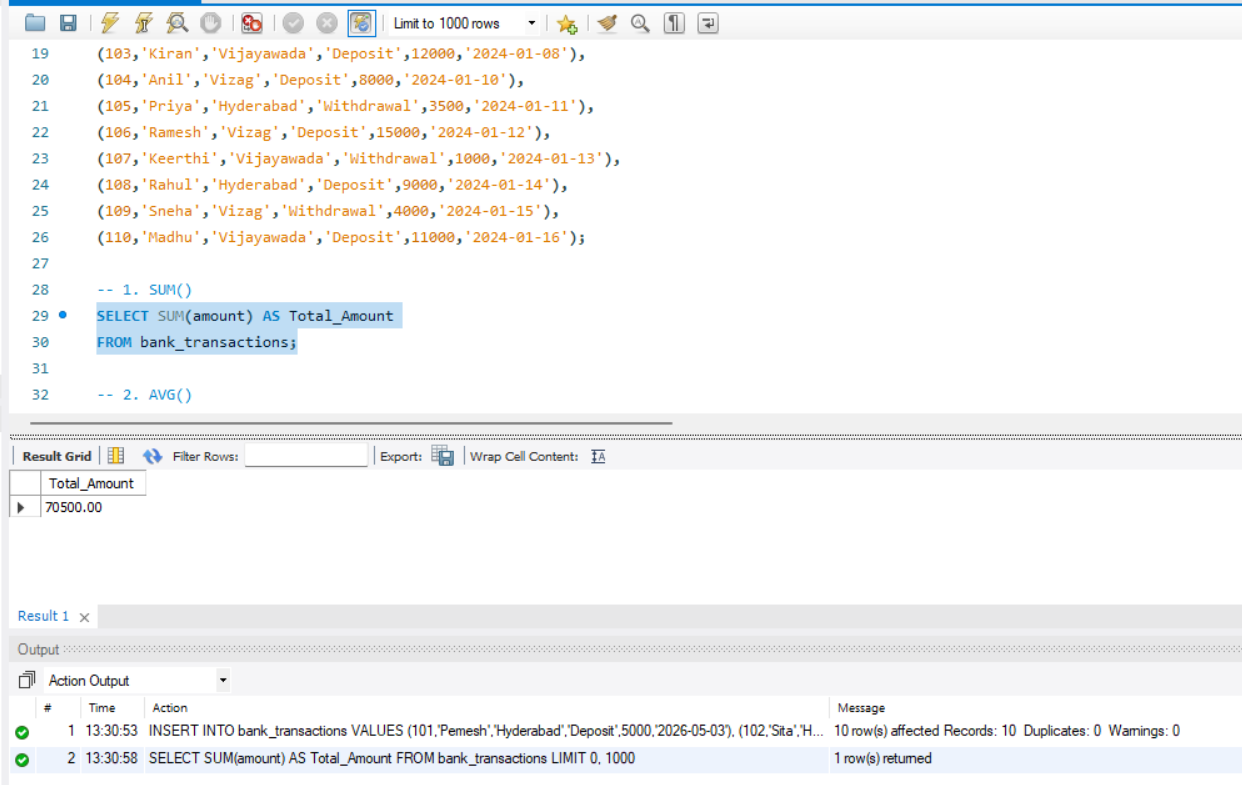 Limit to 1000 rows
19 (103,'Kiran','Vijayawada','Deposit',12000,'2024-01-08'),
20 (104,'Anil','Vizag','Deposit',8000,'2024-01-10'),
21 (105,'Priya','Hyderabad','Withdrawal',3500,'2024-01-11'),
22 (106,'Ramesh','Vizag','Deposit',15000,'2024-01-12'),
23 (107,'Keerthi','Vijayawada','Withdrawal',1000,'2024-01-13'),
24 (108,'Rahul','Hyderabad','Deposit',9000,'2024-01-14'),
25 (109,'Sneha','Vizag','Withdrawal',4000,'2024-01-15'),
26 (110,'Madhu','Vijayawada','Deposit',11000,'2024-01-16');
27
28 -- 1. SUM()
29 SELECT SUM(amount) AS Total_Amount
30 FROM bank_transactions;
31
32 -- 2. AVG()
Result Grid Filter Rows: Export: Wrap Cell Content: IA
Total_Amount
70500.00
Result 1
Output
Action Output
# Time Action Message
1 13:30:53 INSERT INTO bank_transactions VALUES (101,'Pemesh','Hyderabad','Deposit',5000,'2026-05-03'), (102,'Sita','H... 10 row(s) affected Records: 10 Duplicates: 0 Warnings: 0
2 13:30:58 SELECT SUM(amount) AS Total_Amount FROM bank_transactions LIMIT 0, 1000 1 row(s) returned